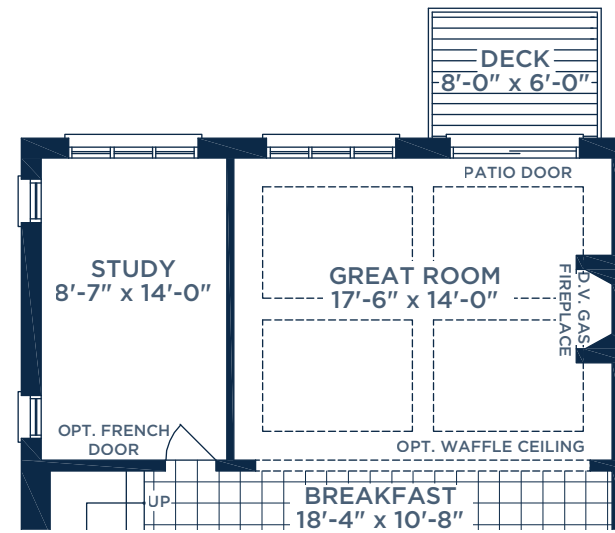 DECK
8'-0" x 6'-0"
PATIO DOOR
STUDY
8'-7" x 14'-0"
GREAT ROOM
17'-6" x 14'-0"
D.V. GAS
FIREPLACE
OPT. FRENCH
DOOR
OPT. WAFFLE CEILING
UP
BREAKFAST
18'-4" x 10'-8"